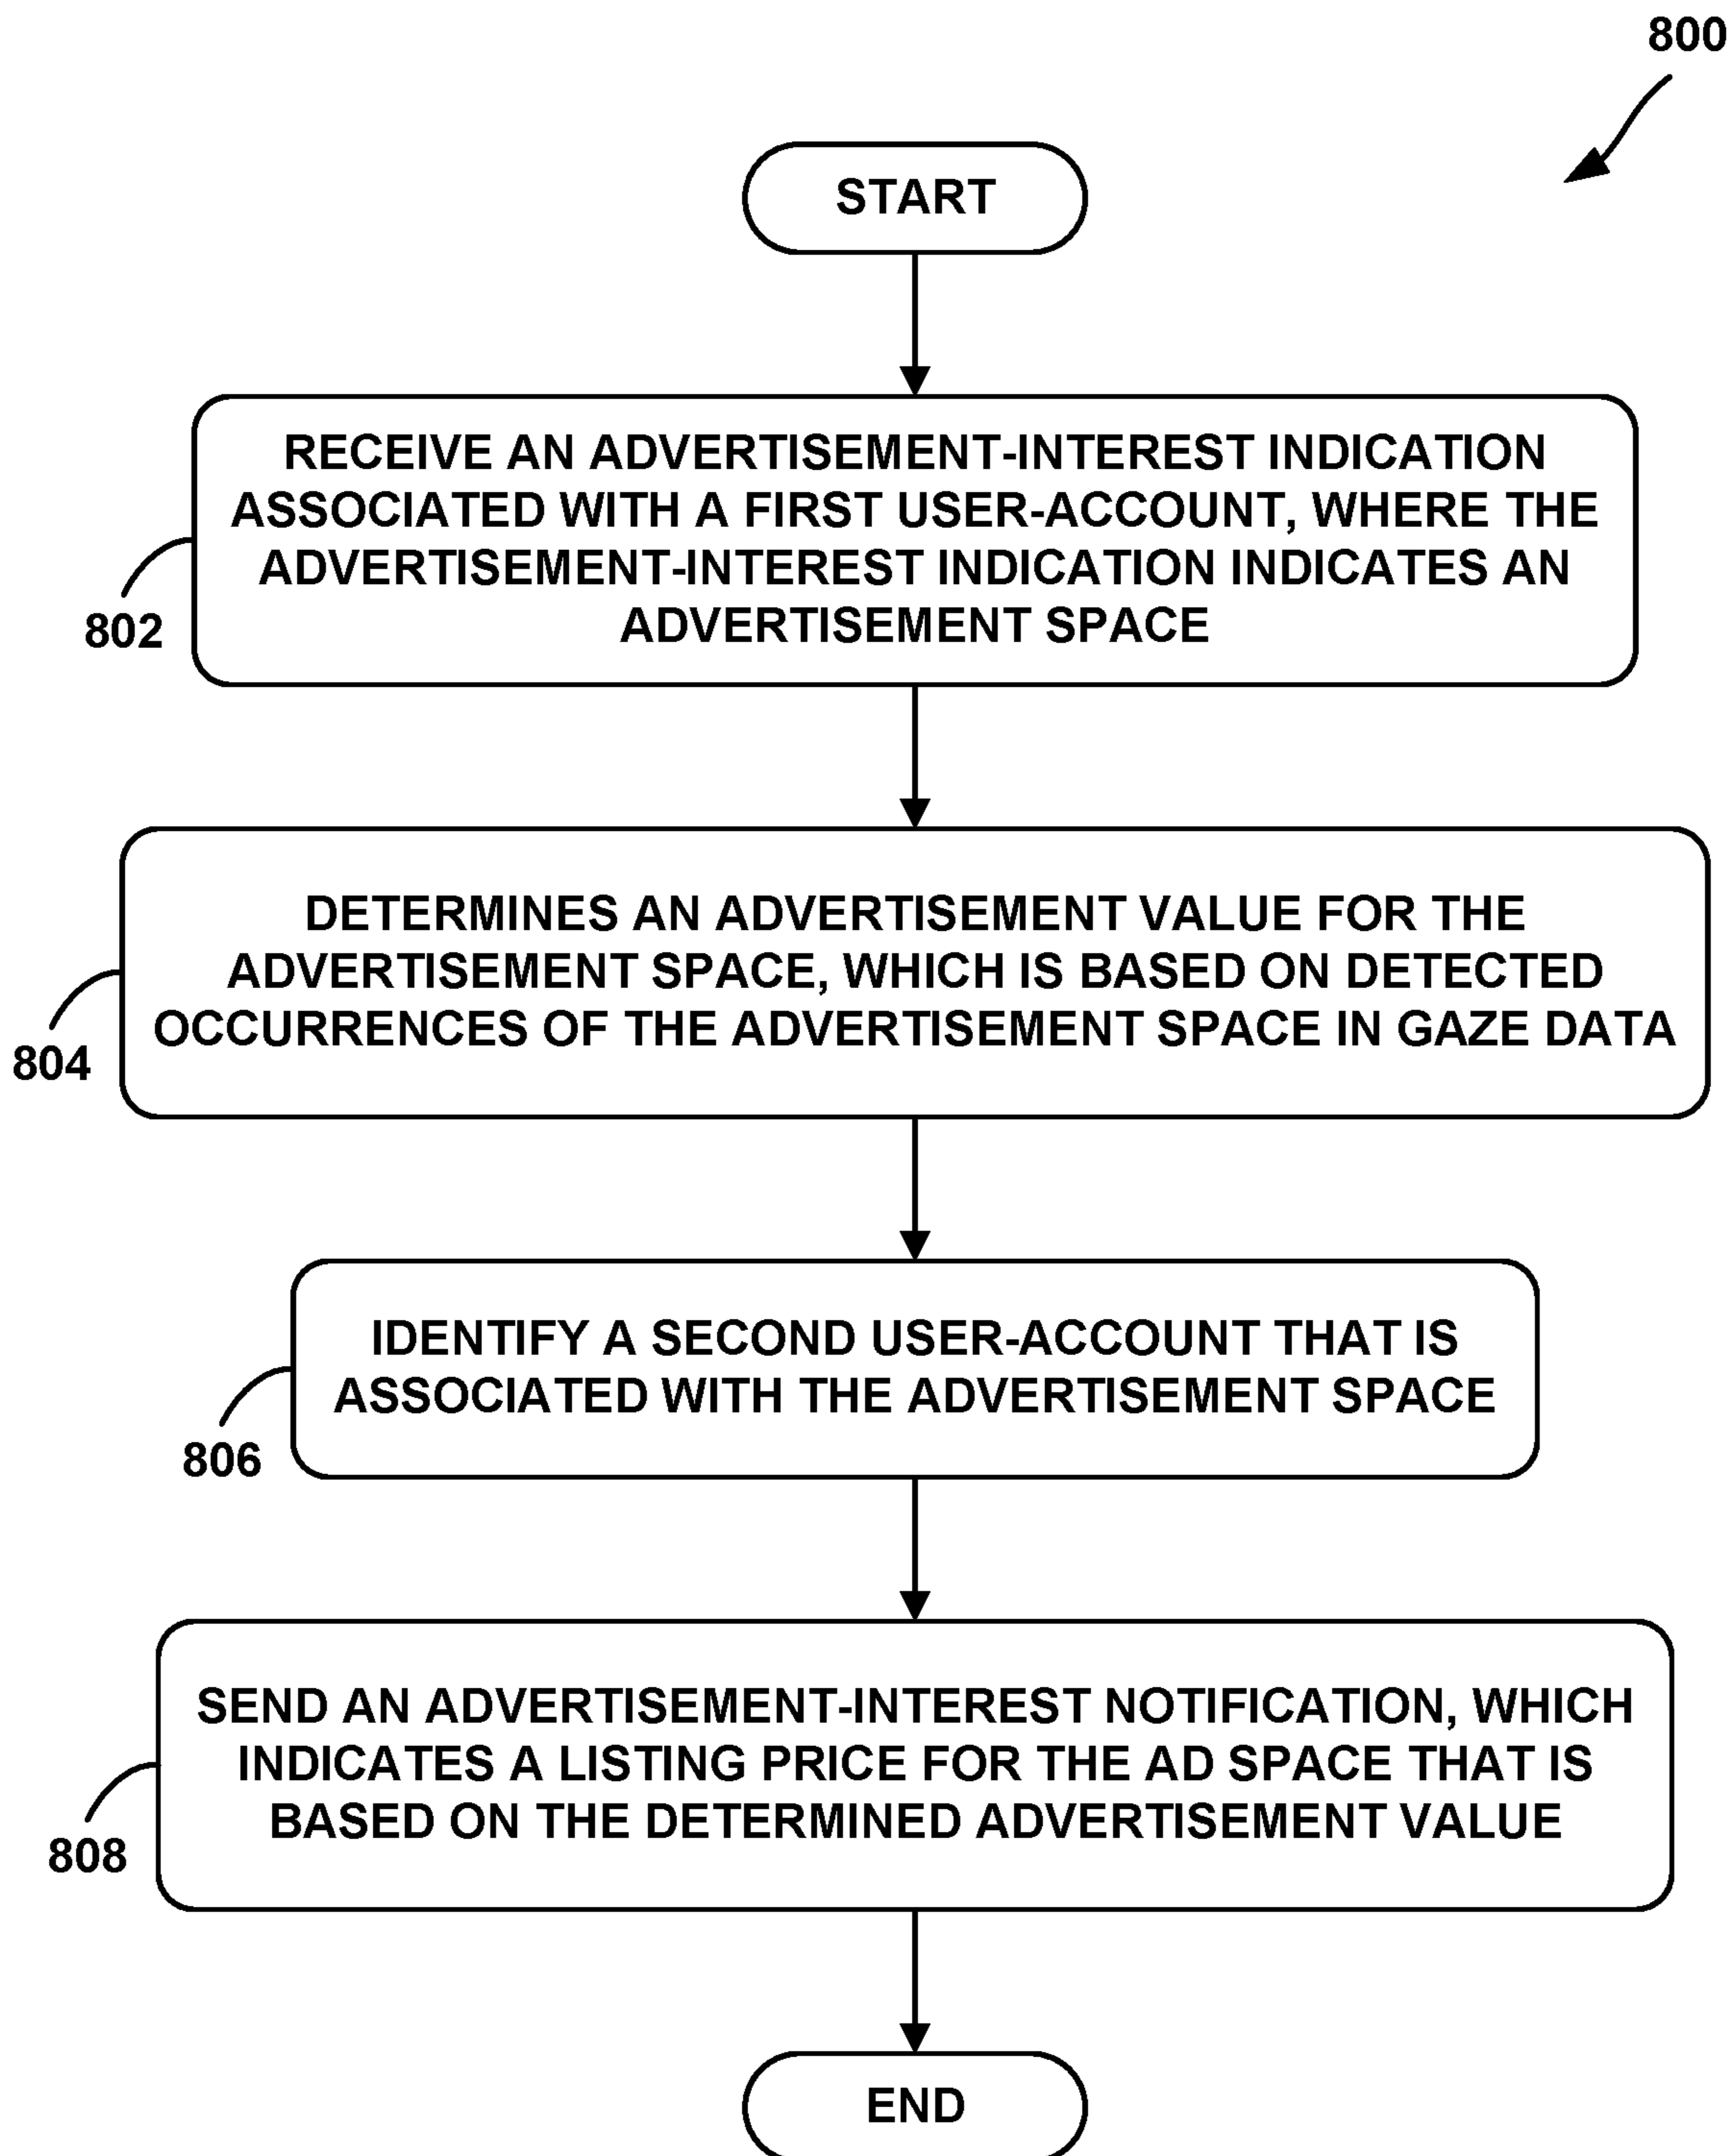 800
START
RECEIVE AN ADVERTISEMENT-INTEREST INDICATION
ASSOCIATED WITH A FIRST USER-ACCOUNT, WHERE THE
ADVERTISEMENT-INTEREST INDICATION INDICATES AN
ADVERTISEMENT SPACE
802
DETERMINES AN ADVERTISEMENT VALUE FOR THE
ADVERTISEMENT SPACE, WHICH IS BASED ON DETECTED
OCCURRENCES OF THE ADVERTISEMENT SPACE IN GAZE DATA
804
IDENTIFY A SECOND USER-ACCOUNT THAT IS
ASSOCIATED WITH THE ADVERTISEMENT SPACE
806
SEND AN ADVERTISEMENT-INTEREST NOTIFICATION, WHICH
INDICATES A LISTING PRICE FOR THE AD SPACE THAT IS
BASED ON THE DETERMINED ADVERTISEMENT VALUE
808
END